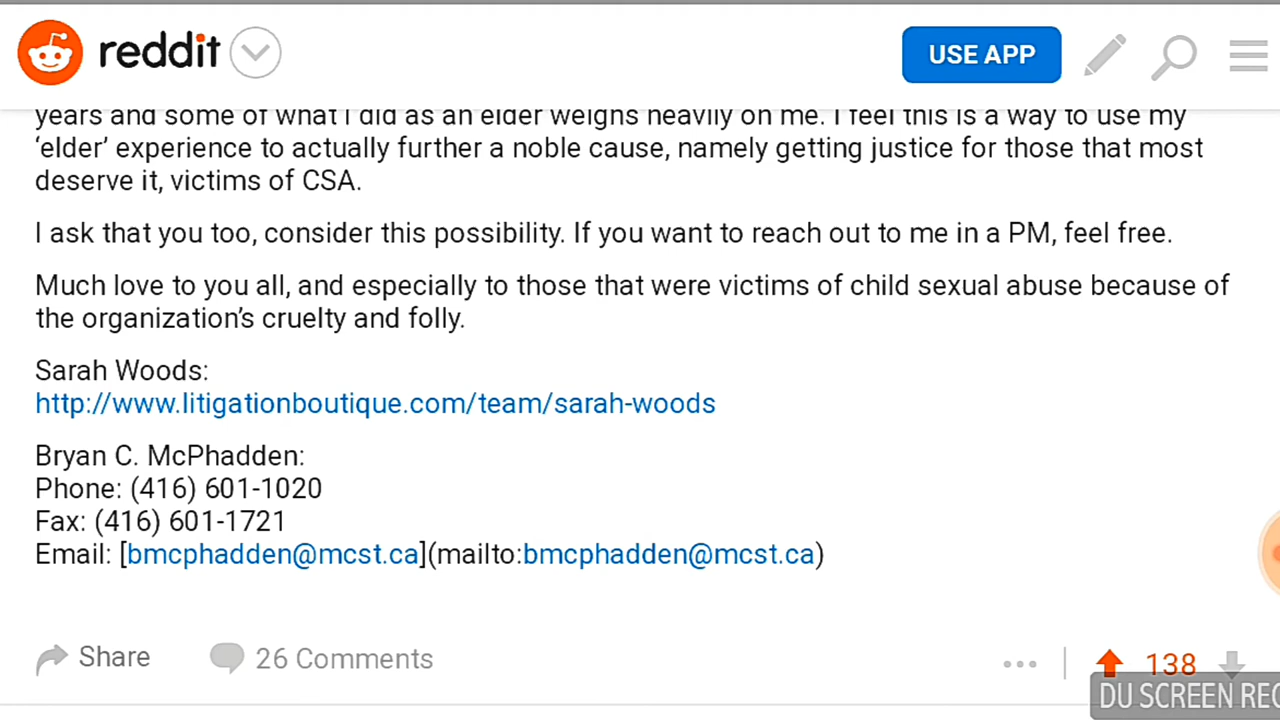 reddit
USE APP
years and some of what I did as an elder weighs heavily on me. I feel this is a way to use my
‘elder’ experience to actually further a noble cause, namely getting justice for those that most
deserve it, victims of CSA.
I ask that you too, consider this possibility. If you want to reach out to me in a PM, feel free.
Much love to you all, and especially to those that were victims of child sexual abuse because of
the organization’s cruelty and folly.
Sarah Woods:
http://www.litigationboutique.com/team/sarah-woods
Bryan C. McPhadden:
Phone: (416) 601-1020
Fax: (416) 601-1721
Email: [bmcphadden@mcst.ca](mailto:bmcphadden@mcst.ca)
Share
26 Comments
138
DU SCREEN REC